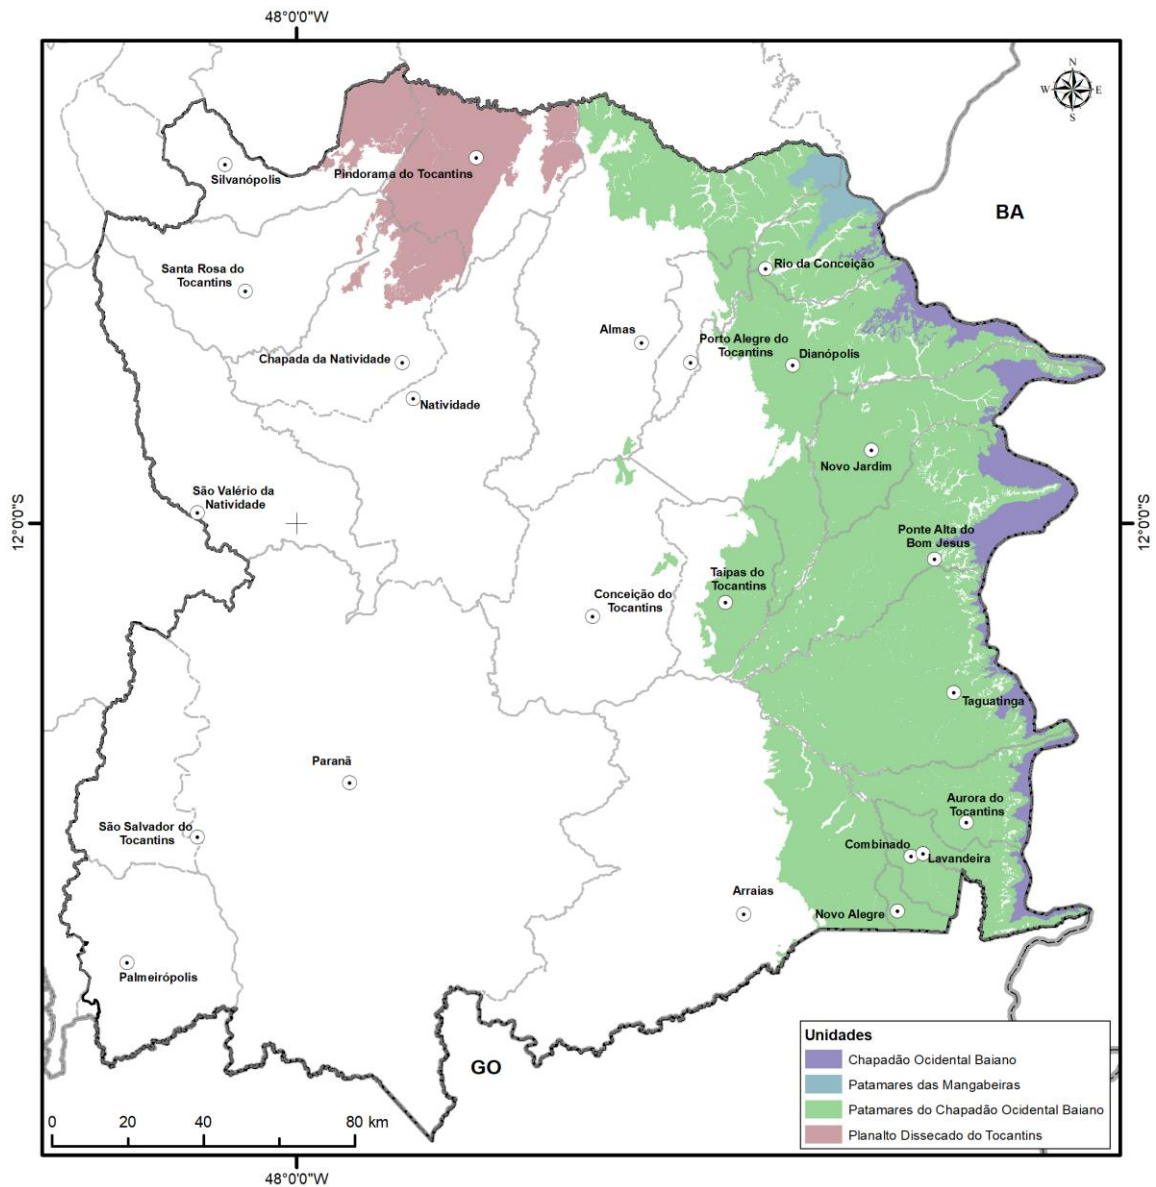 48°0'0"W
N
W
E
S
BA
Silvanópolis
Pindorama do Tocantins
Santa Rosa do
Tocantins
Rio da Conceição
Almas
Porto Alegre do
Tocantins
Dianópolis
Chapada da Natividade
Natividade
Novo Jardim
São Valério da
Natividade
12°0'0"S
12°0'0"S
Ponte Alta do
Bom Jesus
Taipas do
Tocantins
Conceição do
Tocantins
Taguatinga
Paranã
São Salvador do
Tocantins
Aurora do
Tocantins
Combinado
Lavandeira
Arraias
Novo Alegre
Palmeirópolis
GO
Unidades
Chapadão Ocidental Baiano
Patamares das Mangabeiras
Patamares do Chapadão Ocidental Baiano
Planalto Dissecado do Tocantins
0 20 40 80 km
48°0'0"W